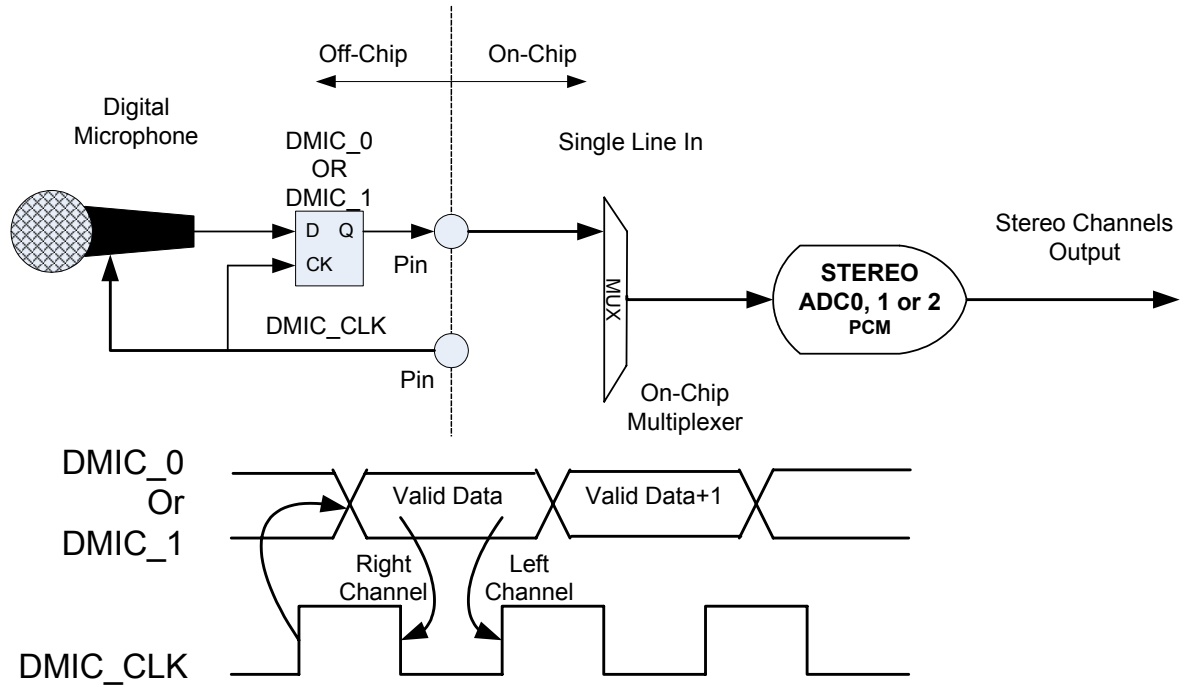 Off-Chip
On-Chip
Digital
Microphone
DMIC_0
OR
DMIC_1
Single Line In
D Q
CK
Pin
MUX
STEREO
ADC0, 1 or 2
PCM
Stereo Channels
Output
DMIC_CLK
Pin
On-Chip
Multiplexer
DMIC_0
Or
DMIC_1
Valid Data
Valid Data+1
Right
Channel
Left
Channel
DMIC_CLK